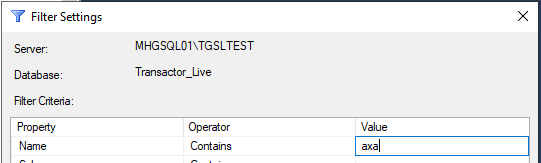 Filter Settings
Server: MHGSQL01\TGSLTEST
Database: Transactor_Live
Filter Criteria:
Property Operator Value
Name Contains axa